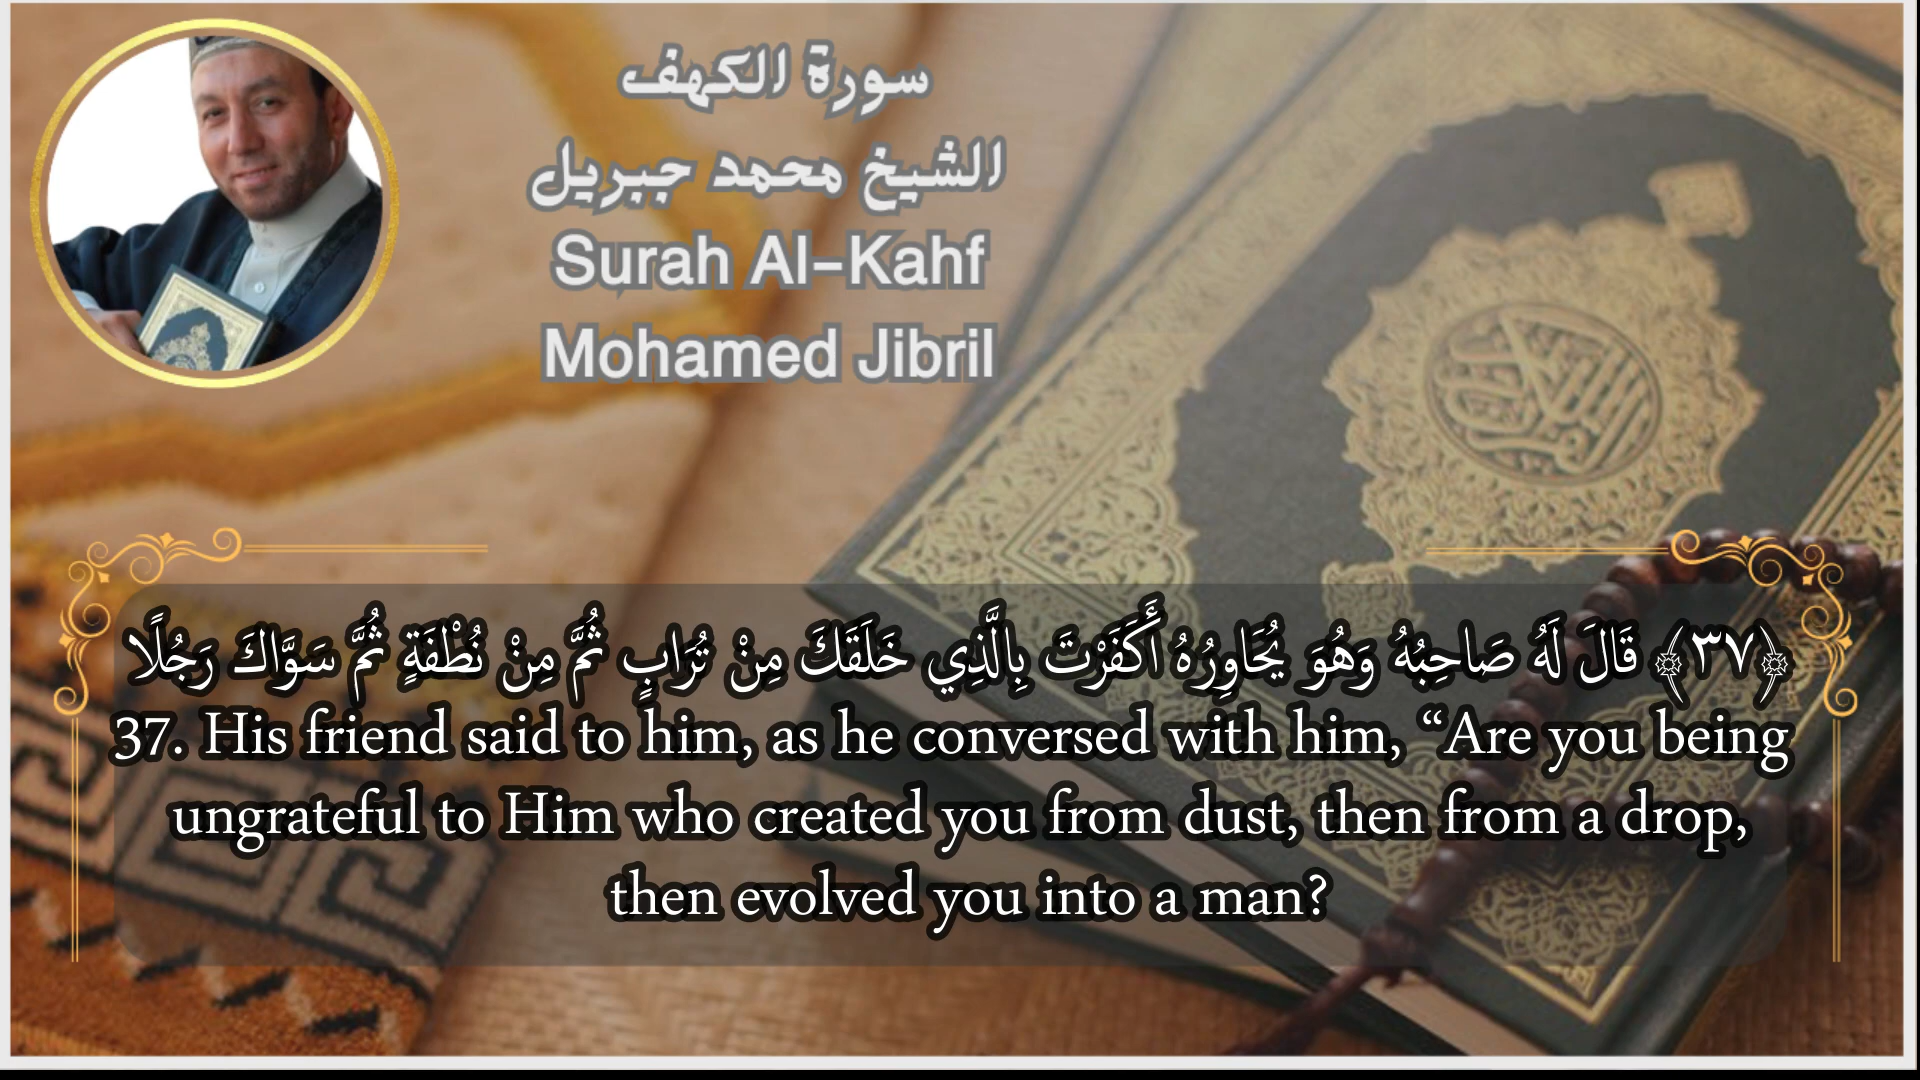 سورة الكهف
الشيخ محمد جبريل
Surah Al-Kahf
Mohamed Jibril
﴿٣٧﴾ قَالَ لَهُ صَاحِبُهُ وَهُوَ يُحَاوِرُهُ أَكَفَرْتَ بِالَّذِي خَلَقَكَ مِنْ تُرَابٍ ثُمَّ مِنْ نُطْفَةٍ ثُمَّ سَوَّاكَ رَجُلًا
37. His friend said to him, as he conversed with him, “Are you being
ungrateful to Him who created you from dust, then from a drop,
then evolved you into a man?